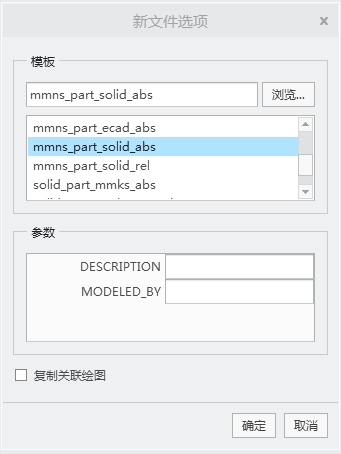 新文件选项
模板
mmns_part_solid_abs
浏览...
mmns_part_ecad_abs
mmns_part_solid_abs
mmns_part_solid_rel
solid_part_mmks_abs
参数
DESCRIPTION
MODELED_BY
复制关联绘图
确定
取消